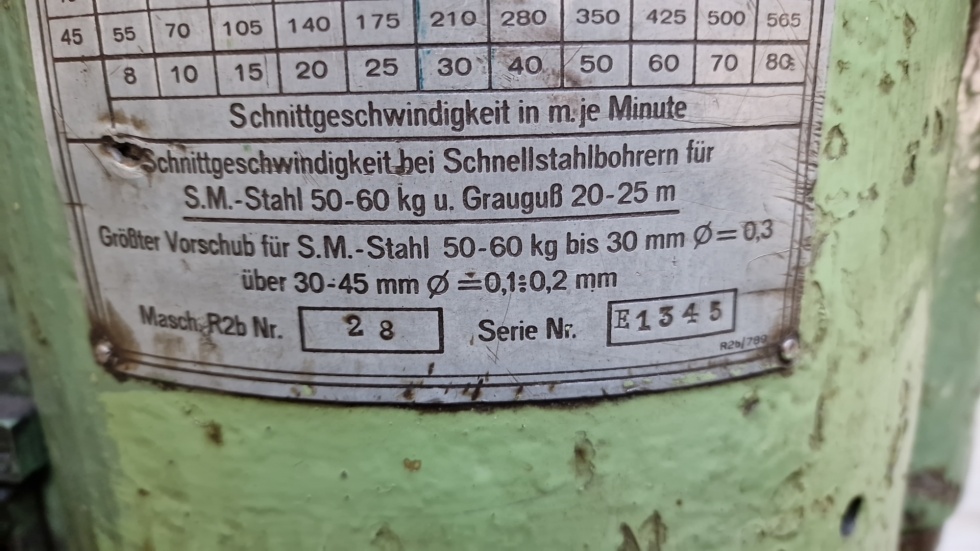 45 55 70 105 140 175 210 280 350 425 500 565
8 10 15 20 25 30 40 50 60 70 80
Schnittgeschwindigkeit in m. je Minute
Schnittgeschwindigkeit bei Schnellstahlbohrern für
S.M.-Stahl 50-60 kg u. Grauguß 20-25 m
Größter Vorschub für S.M.-Stahl 50-60 kg bis 30 mm Ø = 0,3
über 30÷45 mm Ø ≐ 0,1÷0,2 mm
Masch. R2b Nr. 28 Serie Nr. E1345
R2b/789